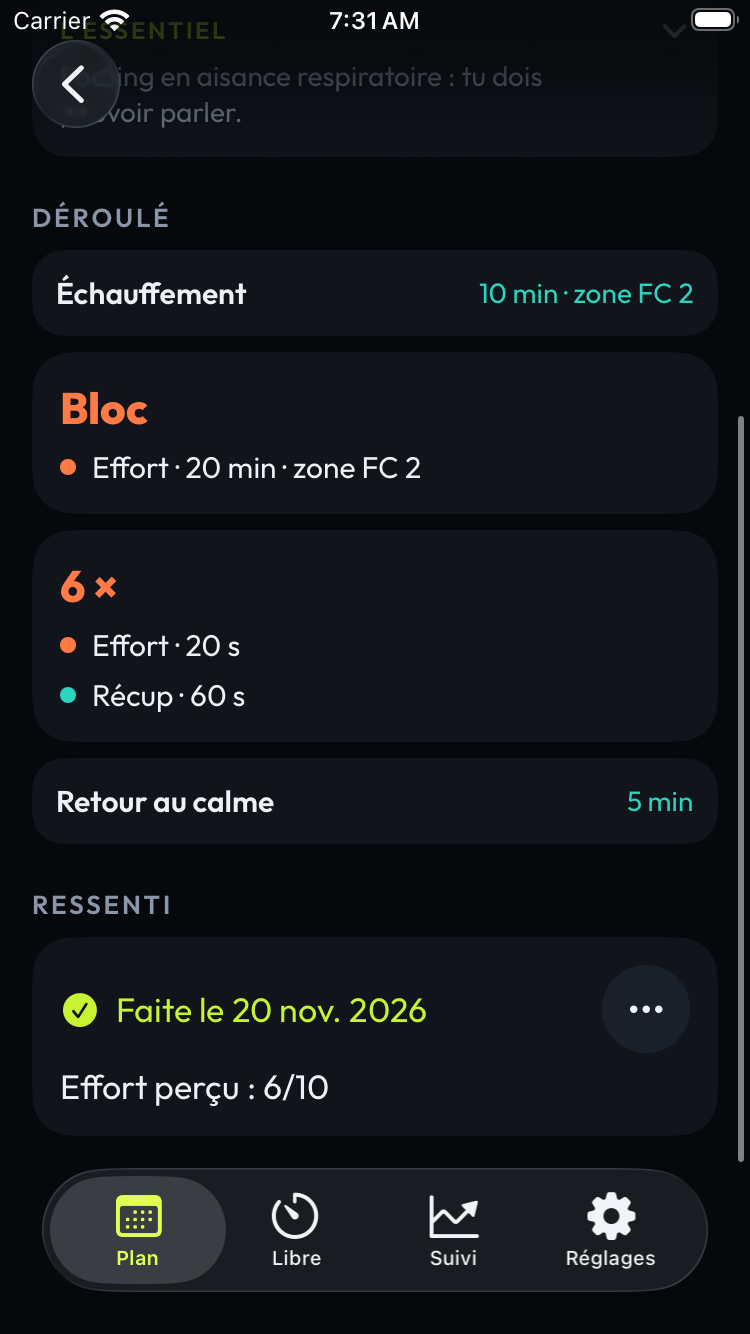 Carrier 7:31 AM
L'ESSENTIEL
en aisance respiratoire : tu dois
parler.
DÉROULÉ
Échauffement 10 min · zone FC 2
Bloc
Effort · 20 min · zone FC 2
6 ×
Effort · 20 s
Récup · 60 s
Retour au calme 5 min
RESSENTI
Faite le 20 nov. 2026
Effort perçu : 6/10
Plan Libre Suivi Réglages